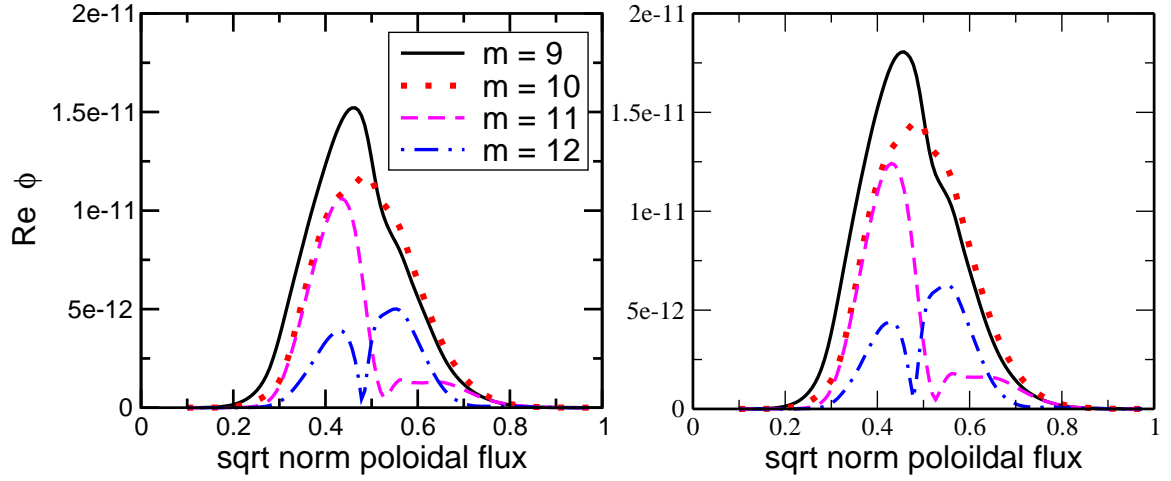 2e-11
1.5e-11
1e-11
5e-12
0
Re ϕ
m = 9
m = 10
m = 11
m = 12
0 0.2 0.4 0.6 0.8 1
sqrt norm poloidal flux
2e-11
1.5e-11
1e-11
5e-12
0
0 0.2 0.4 0.6 0.8 1
sqrt norm poloildal flux